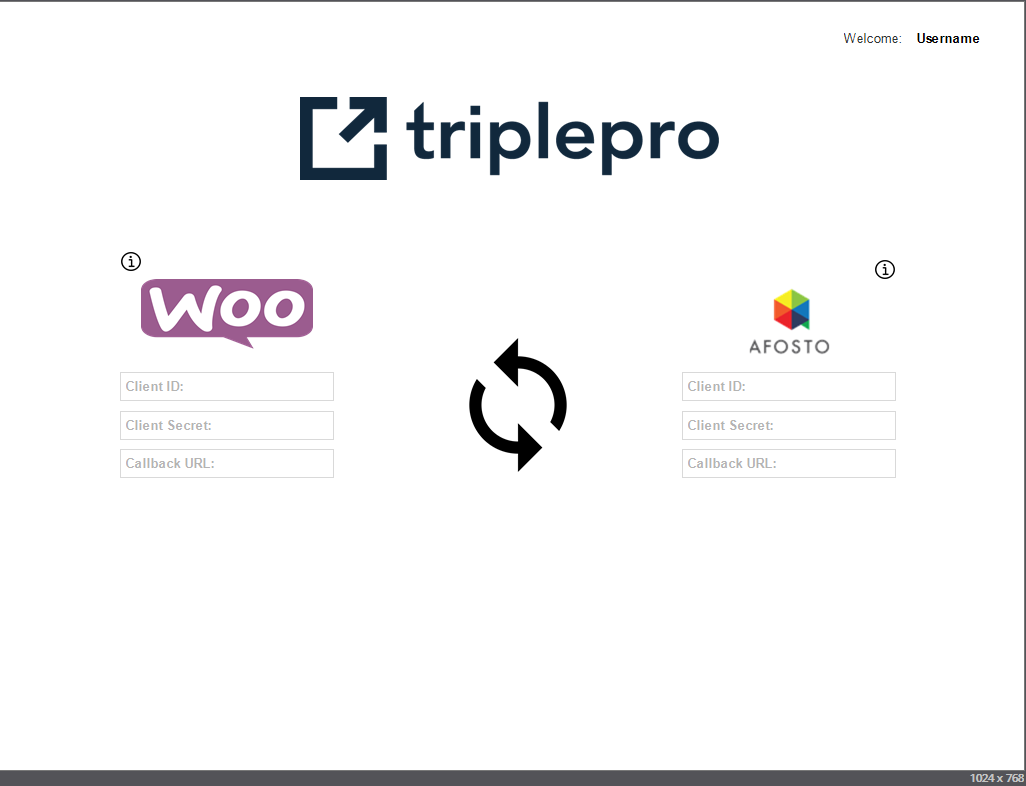 Welcome: Username
triplepro
i
i
WOO
AFOSTO
Client ID:
Client Secret:
Callback URL:
Client ID:
Client Secret:
Callback URL:
1024 x 768